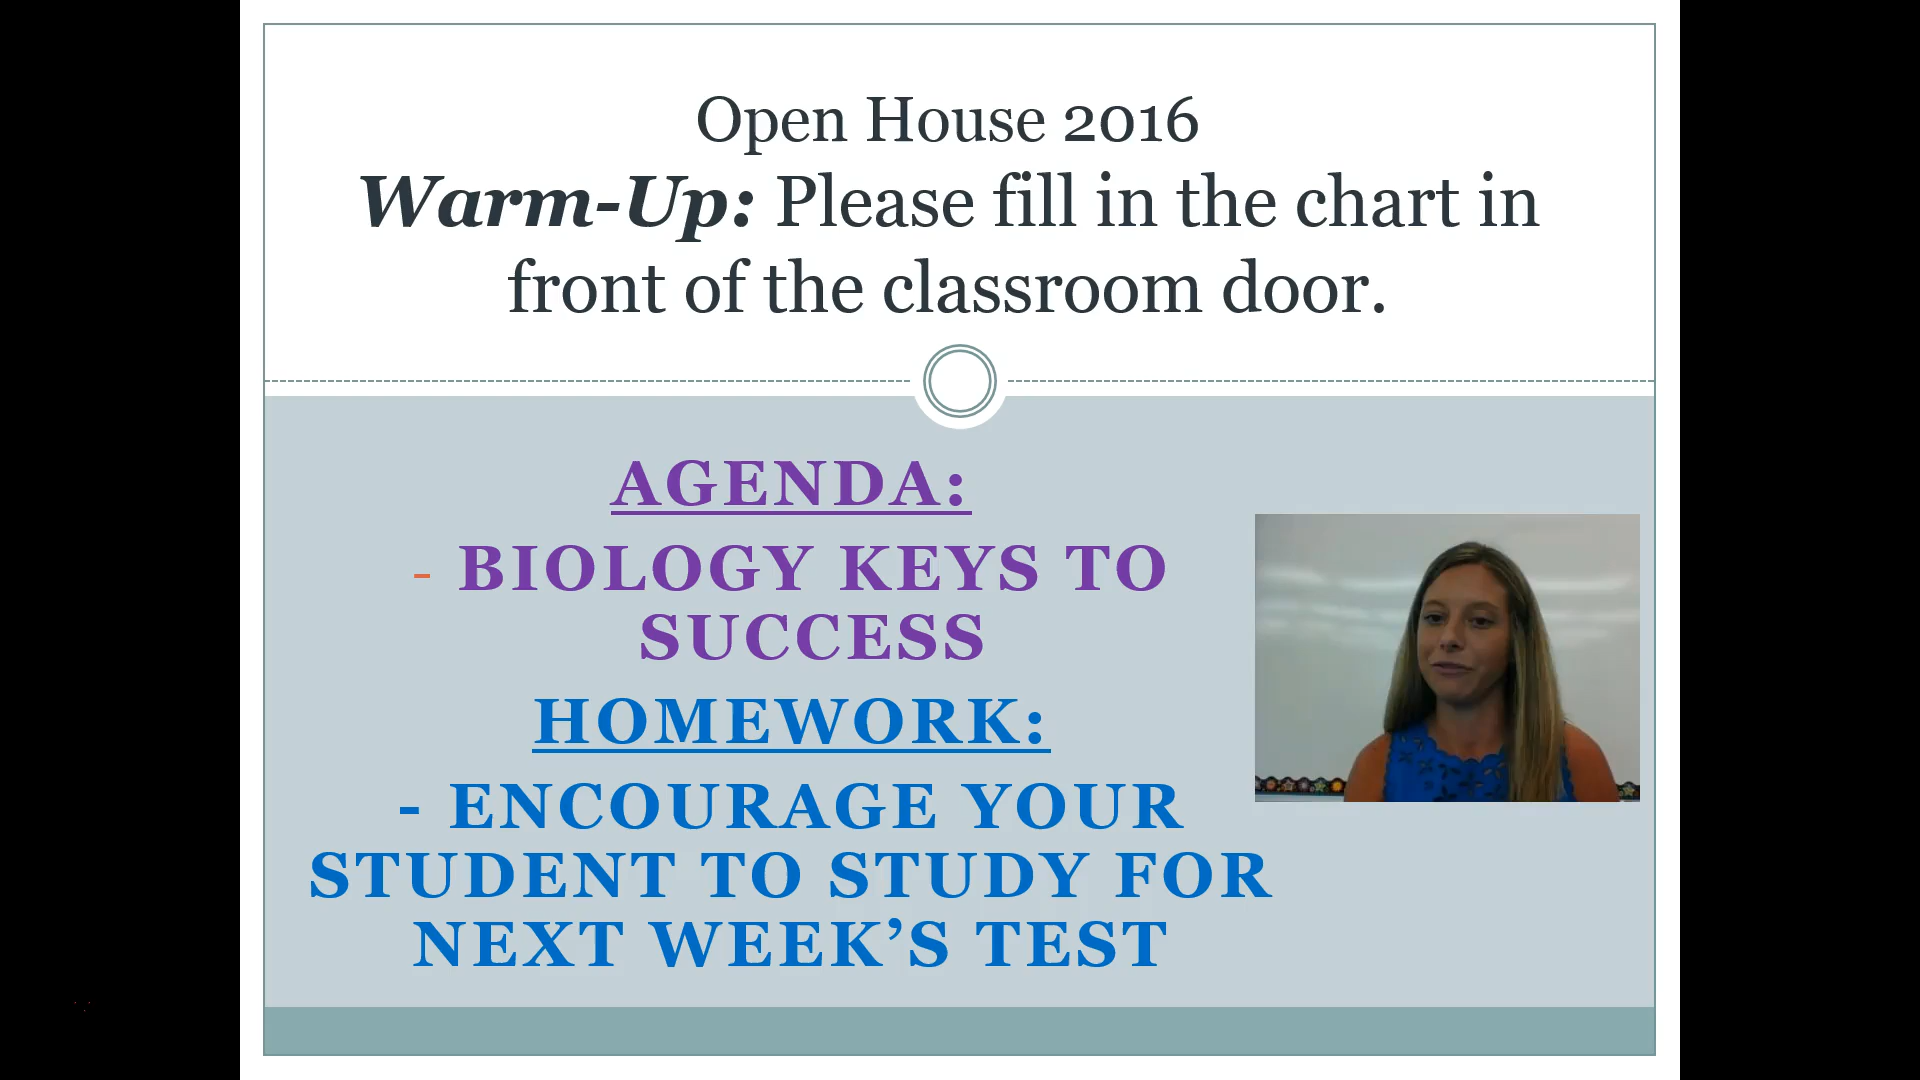 Open House 2016
Warm-Up: Please fill in the chart in
front of the classroom door.
AGENDA:
- BIOLOGY KEYS TO
SUCCESS
HOMEWORK:
- ENCOURAGE YOUR
STUDENT TO STUDY FOR
NEXT WEEK’S TEST